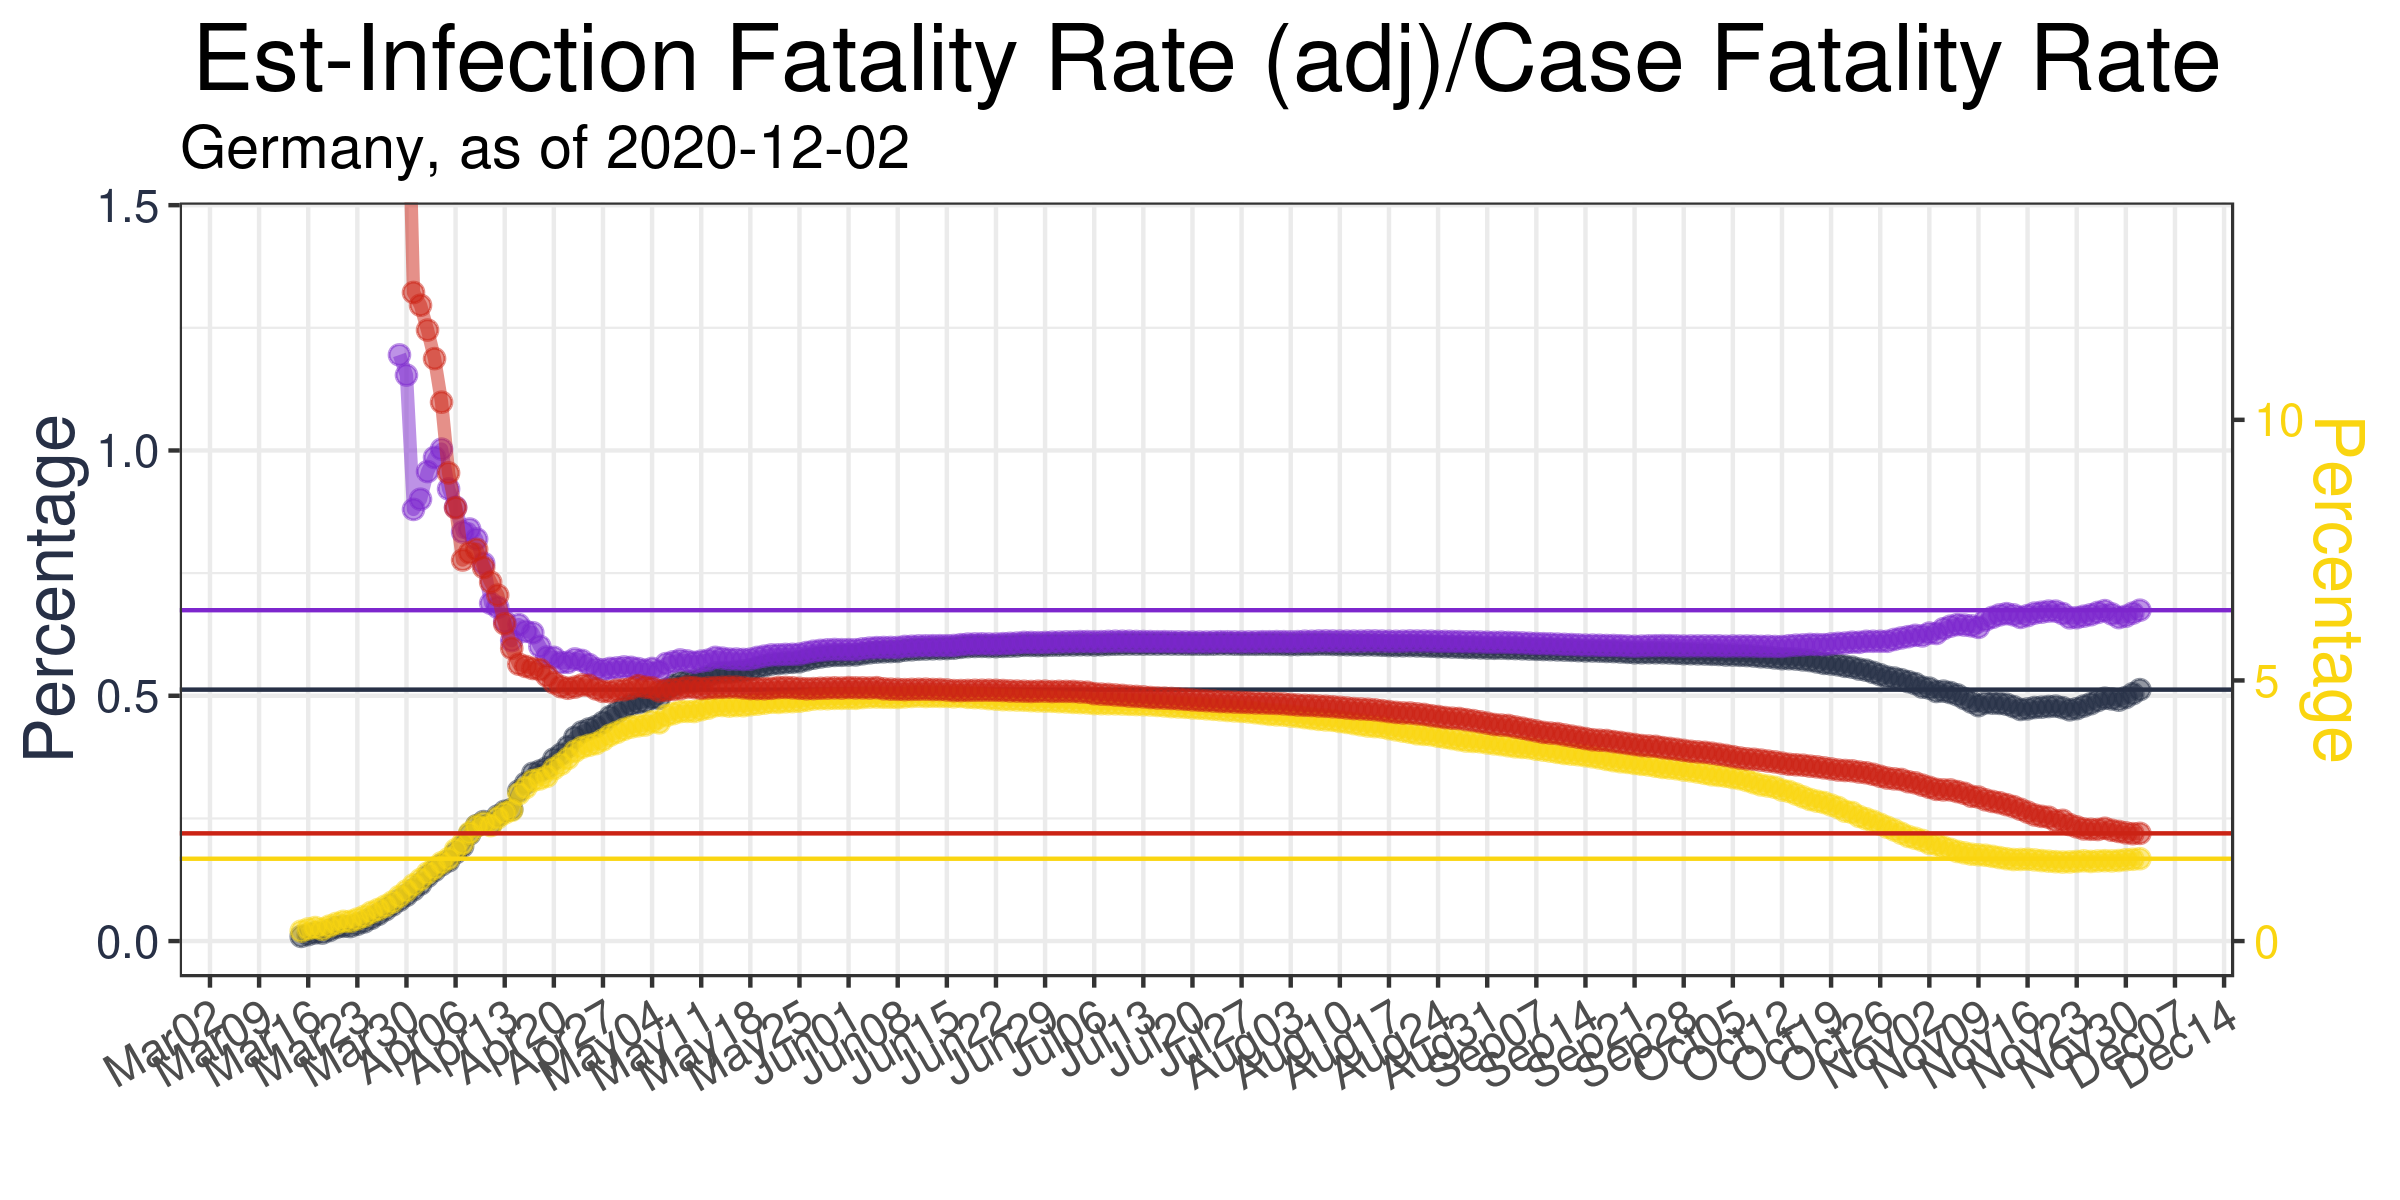 Est-Infection Fatality Rate (adj)/Case Fatality Rate
Germany, as of 2020-12-02
Percentage
1.5
1.0
0.5
0.0
10
5
0
Percentage
Mar02
Mar09
Mar16
Mar23
Mar30
Apr06
Apr13
Apr20
Apr27
May04
May11
May18
May25
Jun01
Jun08
Jun15
Jun22
Jun29
Jul06
Jul13
Jul20
Jul27
Aug03
Aug10
Aug17
Aug24
Aug31
Sep07
Sep14
Sep21
Sep28
Oct05
Oct12
Oct19
Oct26
Nov02
Nov09
Nov16
Nov23
Nov30
Dec07
Dec14